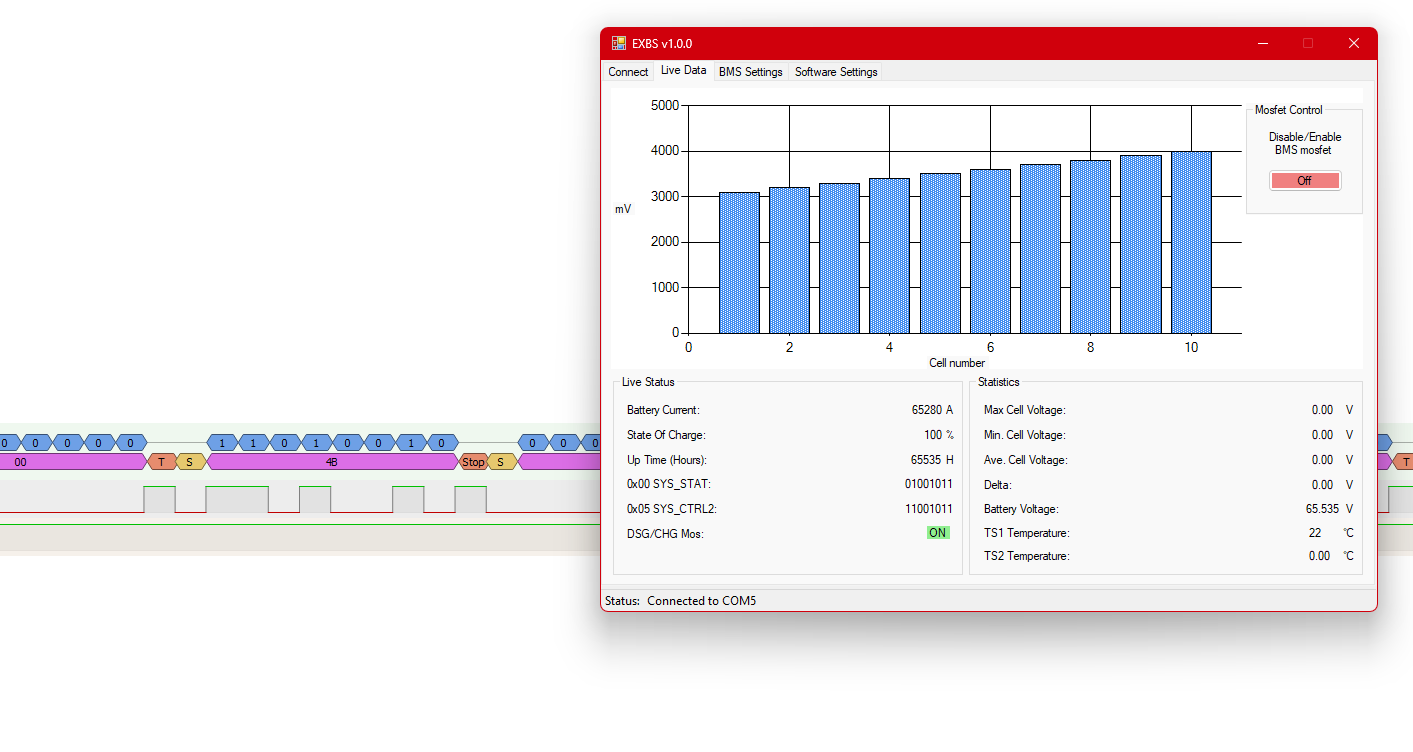 EXBS v1.0.0
Connect Live Data BMS Settings Software Settings
5000
4000
3000
2000
1000
0
mV
0 2 4 6 8 10
Cell number
Mosfet Control
Disable/Enable
BMS mosfet
Off
Live Status
Battery Current: 65280 A
State Of Charge: 100 %
Up Time (Hours): 65535 H
0x00 SYS_STAT: 01001011
0x05 SYS_CTRL2: 11001011
DSG/CHG Mos: ON
Statistics
Max Cell Voltage: 0.00 V
Min. Cell Voltage: 0.00 V
Ave. Cell Voltage: 0.00 V
Delta: 0.00 V
Battery Voltage: 65.535 V
TS1 Temperature: 22 °C
TS2 Temperature: 0.00 °C
Status: Connected to COM5
0 0 0 0 0 1 1 0 1 0 0 1 0 0 0 0
00 T S 4B Stop S T